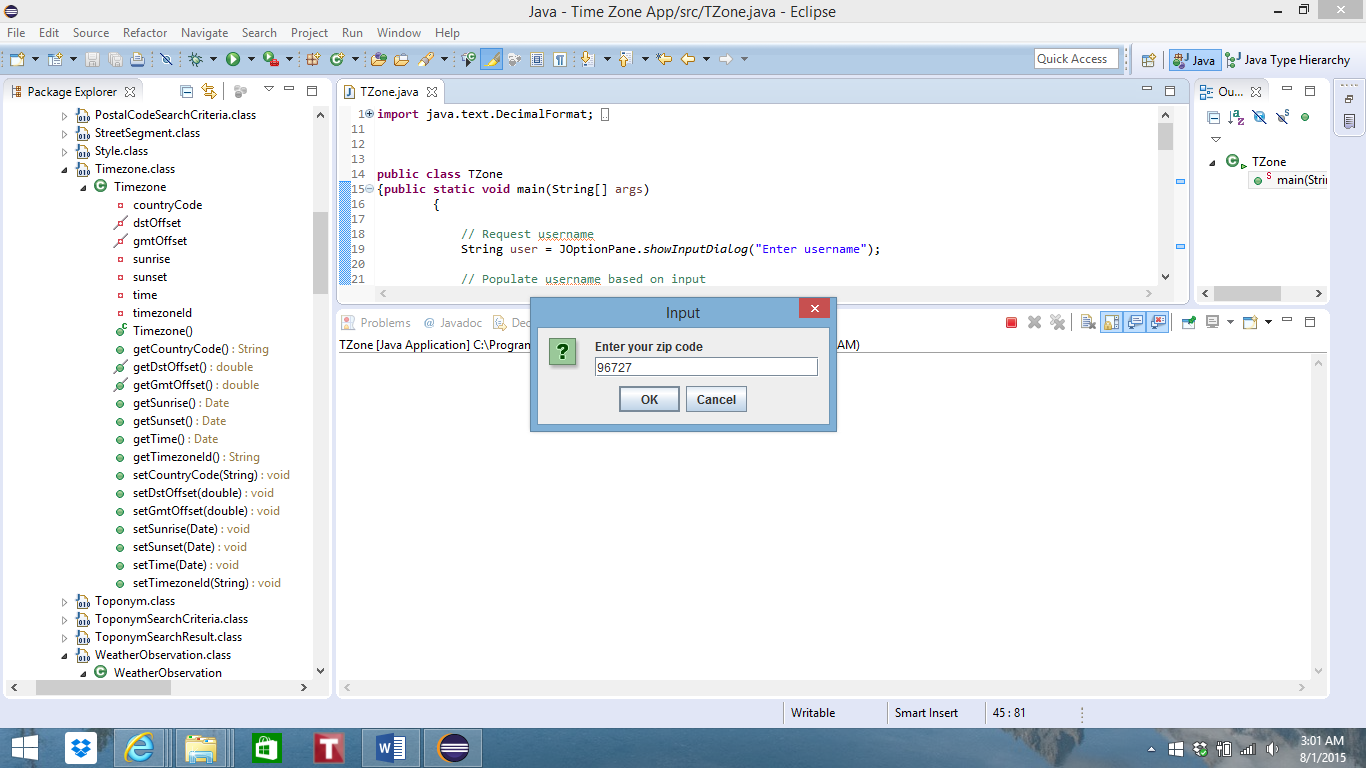 Java - Time Zone App/src/TZone.java - Eclipse
File Edit Source Refactor Navigate Search Project Run Window Help
Quick Access
Java
Java Type Hierarchy
Package Explorer
PostalCodeSearchCriteria.class
StreetSegment.class
Style.class
Timezone.class
Timezone
countryCode
dstOffset
gmtOffset
sunrise
sunset
time
timezoneId
Timezone()
getCountryCode() : String
getDstOffset() : double
getGmtOffset() : double
getSunrise() : Date
getSunset() : Date
getTime() : Date
getTimezoneId() : String
setCountryCode(String) : void
setDstOffset(double) : void
setGmtOffset(double) : void
setSunrise(Date) : void
setSunset(Date) : void
setTime(Date) : void
setTimezoneId(String) : void
Toponym.class
ToponymSearchCriteria.class
ToponymSearchResult.class
WeatherObservation.class
WeatherObservation
TZone.java
1 import java.text.DecimalFormat;
11
12
13
14 public class TZone
15 {public static void main(String[] args)
16 {
17
18 // Request username
19 String user = JOptionPane.showInputDialog("Enter username");
20
21 // Populate username based on input
Ou...
TZone
main(Strin
Problems @ Javadoc Dec
TZone [Java Application] C:\Program
AM)
Input
Enter your zip code
96727
OK Cancel
Writable Smart Insert 45 : 81
3:01 AM
8/1/2015